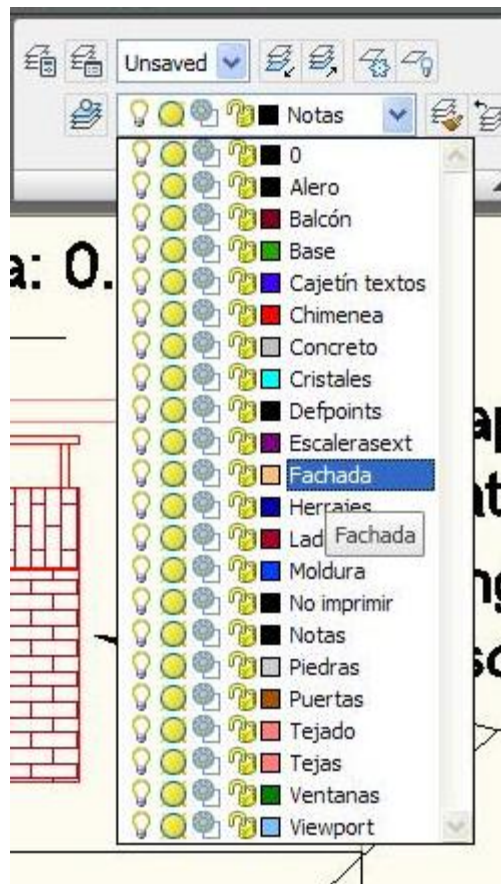 Unsaved
Notas
0
Alero
Balcón
a: 0.
Base
Cajetín textos
Chimenea
Concreto
Cristales
Defpoints
Escalerasext
Fachada
Herrajes
Lad
Fachada
Moldura
No imprimir
Notas
Piedras
Puertas
Tejado
Tejas
Ventanas
Viewport